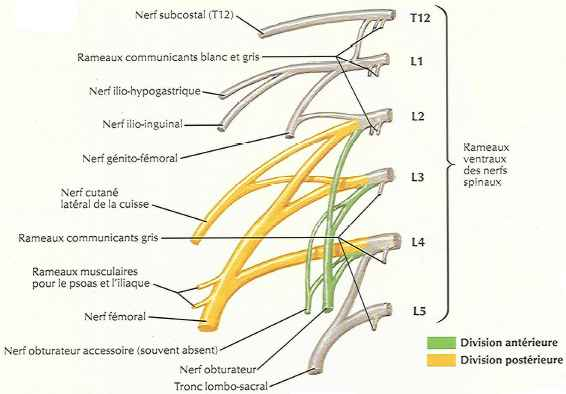 Nerf subcostal (T12)
T12
Rameaux communicants blanc et gris
L1
Nerf ilio-hypogastrique
Nerf ilio-inguinal
L2
Nerf génito-fémoral
Rameaux
ventraux
des nerfs
spinaux
L3
Nerf cutané
latéral de la cuisse
Rameaux communicants gris
L4
Rameaux musculaires
pour le psoas et l'iliaque
Nerf fémoral
L5
Nerf obturateur accessoire (souvent absent)
Nerf obturateur
Tronc lombo-sacral
Division antérieure
Division postérieure